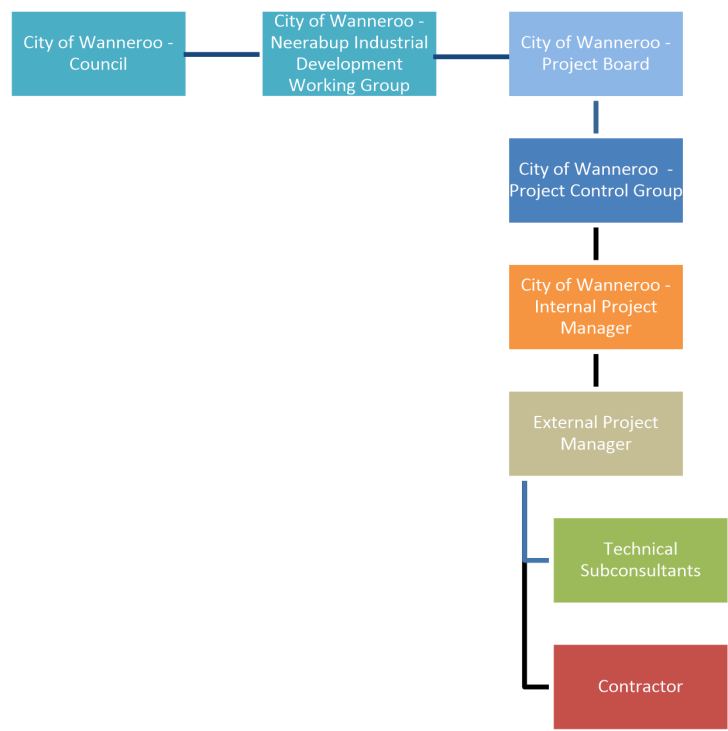 City of Wanneroo -
Council
City of Wanneroo -
Neerabup Industrial
Development
Working Group
City of Wanneroo -
Project Board
City of Wanneroo -
Project Control Group
City of Wanneroo -
Internal Project
Manager
External Project
Manager
Technical
Subconsultants
Contractor